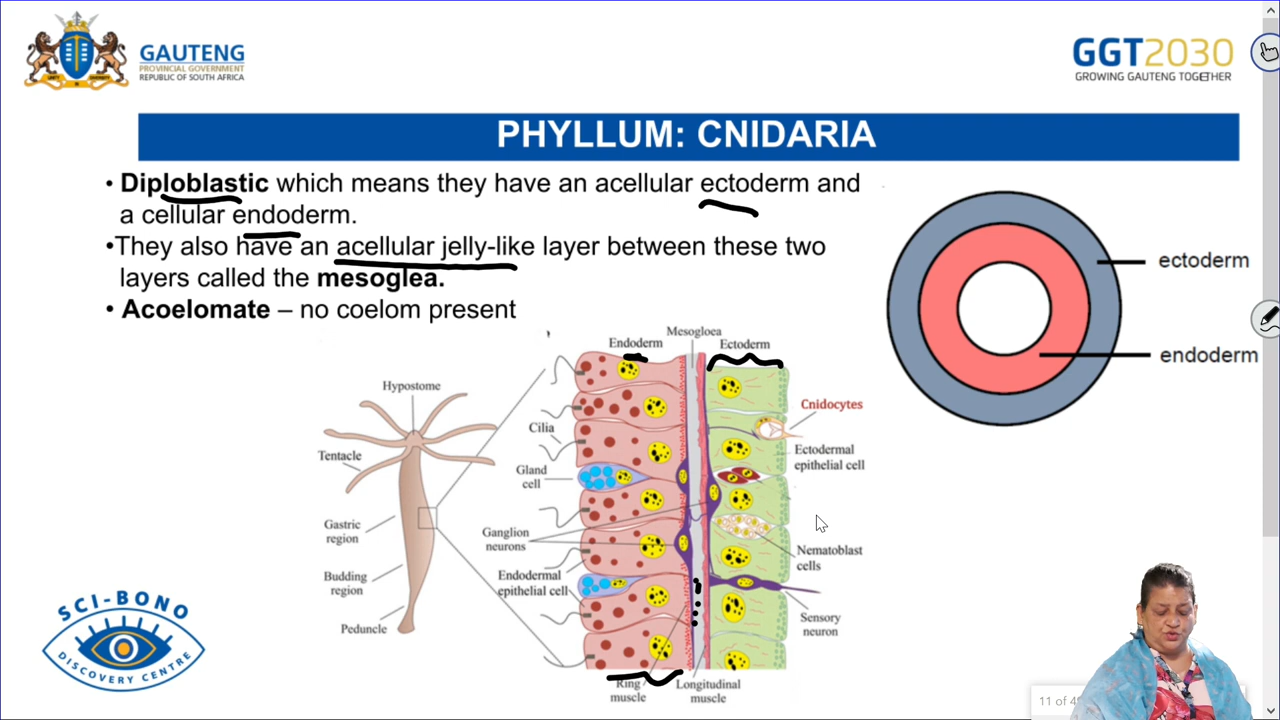 GAUTENG
PROVINCIAL GOVERNMENT
REPUBLIC OF SOUTH AFRICA
GGT2030
GROWING GAUTENG TOGETHER
PHYLLUM: CNIDARIA
• Diploblastic which means they have an acellular ectoderm and
a cellular endoderm.
•They also have an acellular jelly-like layer between these two
layers called the mesoglea.
• Acoelomate – no coelom present
ectoderm
endoderm
Mesogloea
Endoderm
Ectoderm
Hypostome
Cnidocytes
Cilia
Tentacle
Ectodermal
epithelial cell
Gland
cell
Gastric
region
Ganglion
neurons
Nematoblast
cells
Budding
region
Endodermal
epithelial cell
Peduncle
Sensory
neuron
Ring
muscle
Longitudinal
muscle
SCI-BONO
DISCOVERY CENTRE
11 of